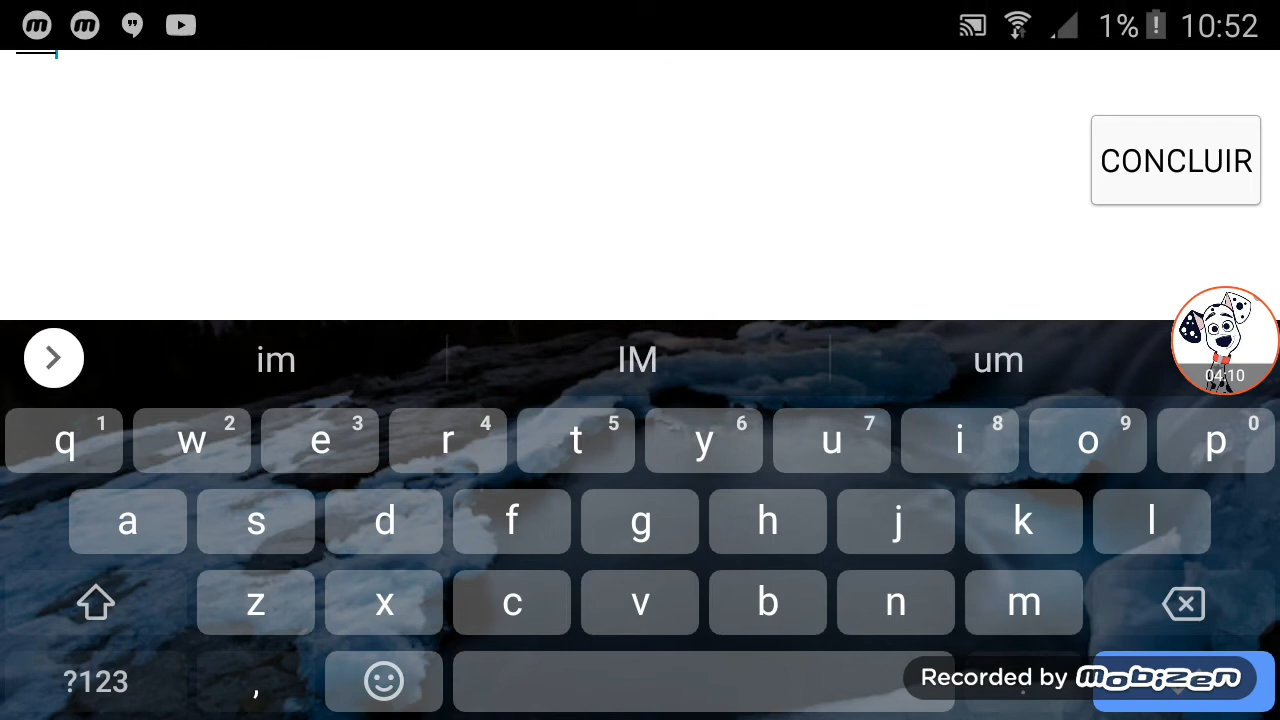 1% 10:52
CONCLUIR
im IM um
04:10
q 1 w 2 e 3 r 4 t 5 y 6 u 7 i 8 o 9 p 0
a s d f g h j k l
z x c v b n m
?123 , .
Recorded by mobizen